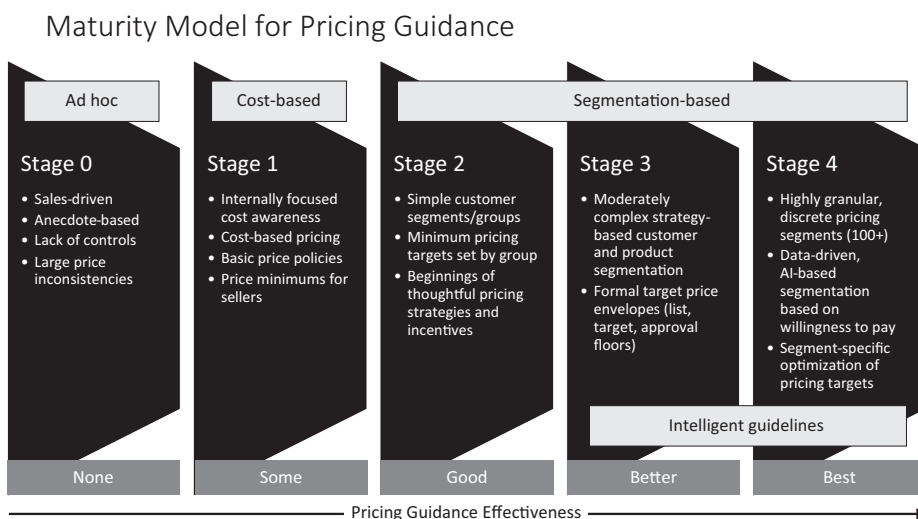 Maturity Model for Pricing Guidance
Ad hoc
Cost-based
Segmentation-based
Stage 0
• Sales-driven
• Anecdote-based
• Lack of controls
• Large price
inconsistencies
Stage 1
• Internally focused
cost awareness
• Cost-based pricing
• Basic price policies
• Price minimums for
sellers
Stage 2
• Simple customer
segments/groups
• Minimum pricing
targets set by group
• Beginnings of
thoughtful pricing
strategies and
incentives
Stage 3
• Moderately
complex strategy-
based customer
and product
segmentation
• Formal target price
envelopes (list,
target, approval
floors)
Stage 4
• Highly granular,
discrete pricing
segments (100+)
• Data-driven,
AI-based
segmentation
based on
willingness to pay
• Segment-specific
optimization of
pricing targets
Intelligent guidelines
None
Some
Good
Better
Best
Pricing Guidance Effectiveness